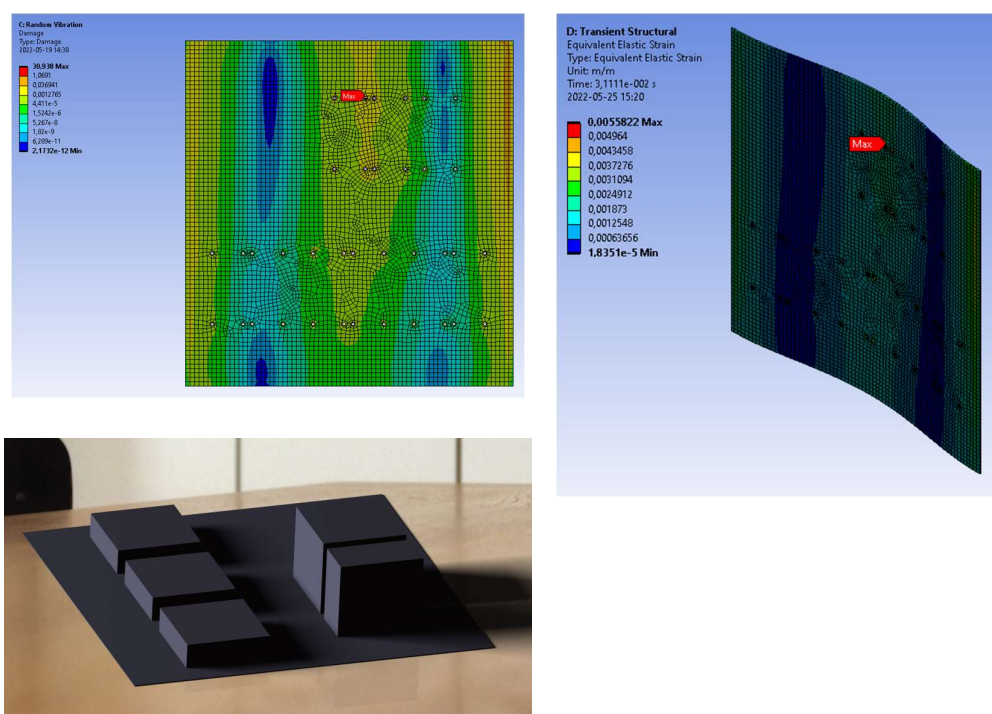 C: Random Vibration
Damage
Type: Damage
2022-05-19 14:38
30,938 Max
1,0691
0,036941
0,0012765
4,411e-5
1,5242e-6
5,267e-8
1,82e-9
6,289e-11
2,1732e-12 Min
Max
D: Transient Structural
Equivalent Elastic Strain
Type: Equivalent Elastic Strain
Unit: m/m
Time: 3,1111e-002 s
2022-05-25 15:20
0,0055822 Max
0,004964
0,0043458
0,0037276
0,0031094
0,0024912
0,001873
0,0012548
0,00063656
1,8351e-5 Min
Max